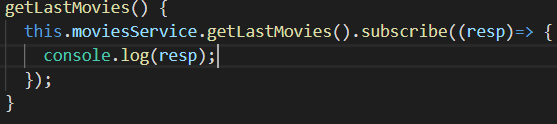 getLastMovies() {
this.moviesService.getLastMovies().subscribe((resp)=> {
console.log(resp);
});
}